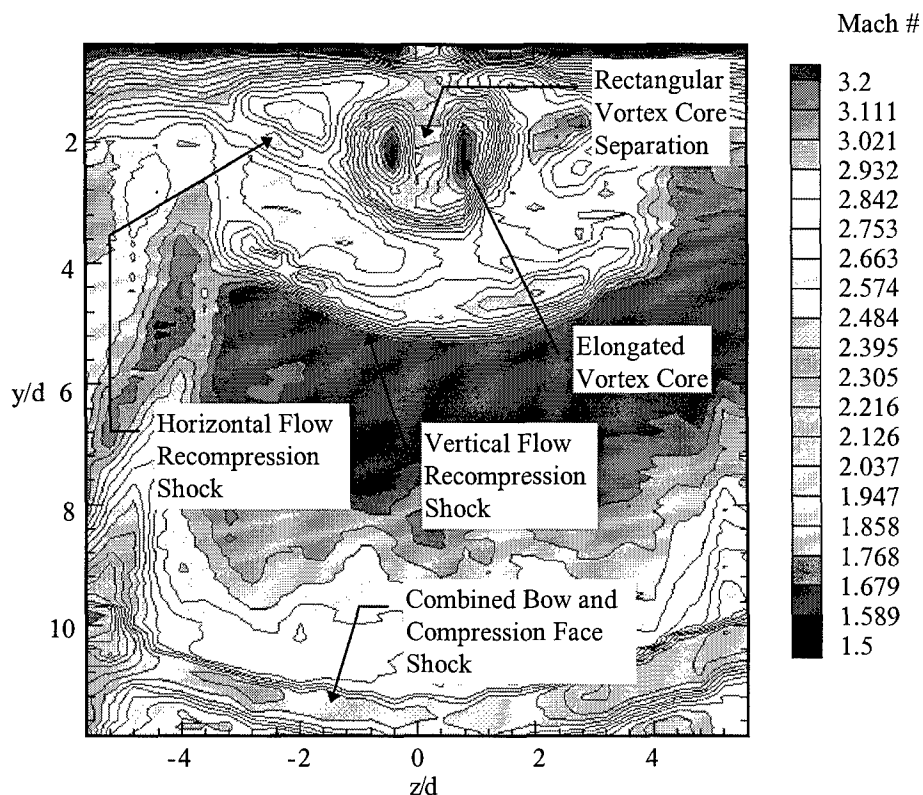 Mach #
Rectangular
Vortex Core
Separation
3.2
3.111
3.021
2.932
2.842
2.753
2.663
2.574
2.484
2.395
2.305
2.216
2.126
2.037
1.947
1.858
1.768
1.679
1.589
1.5
2
4
6
8
10
y/d
Elongated
Vortex Core
Horizontal Flow
Recompression
Shock
Vertical Flow
Recompression
Shock
Combined Bow and
Compression Face
Shock
-4
-2
0
2
4
z/d